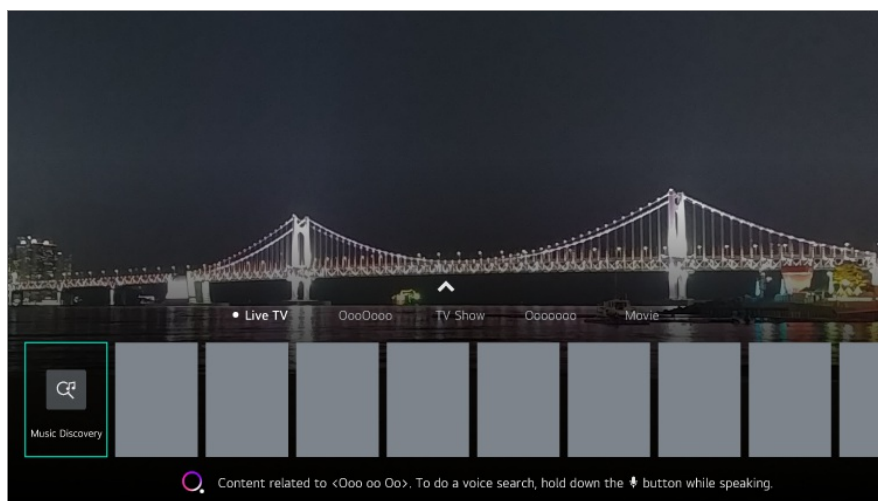 Live TV OooOooo TV Show Ooooooo Movie
Music Discovery
Content related to <Ooo oo Oo>. To do a voice search, hold down the button while speaking.